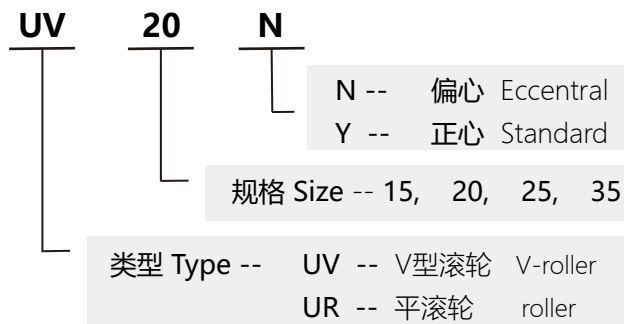 UV 20 N
N -- 偏心 Eccentral
Y -- 正心 Standard
规格 Size -- 15, 20, 25, 35
类型 Type -- UV -- V型滚轮 V-roller
UR -- 平滚轮 roller